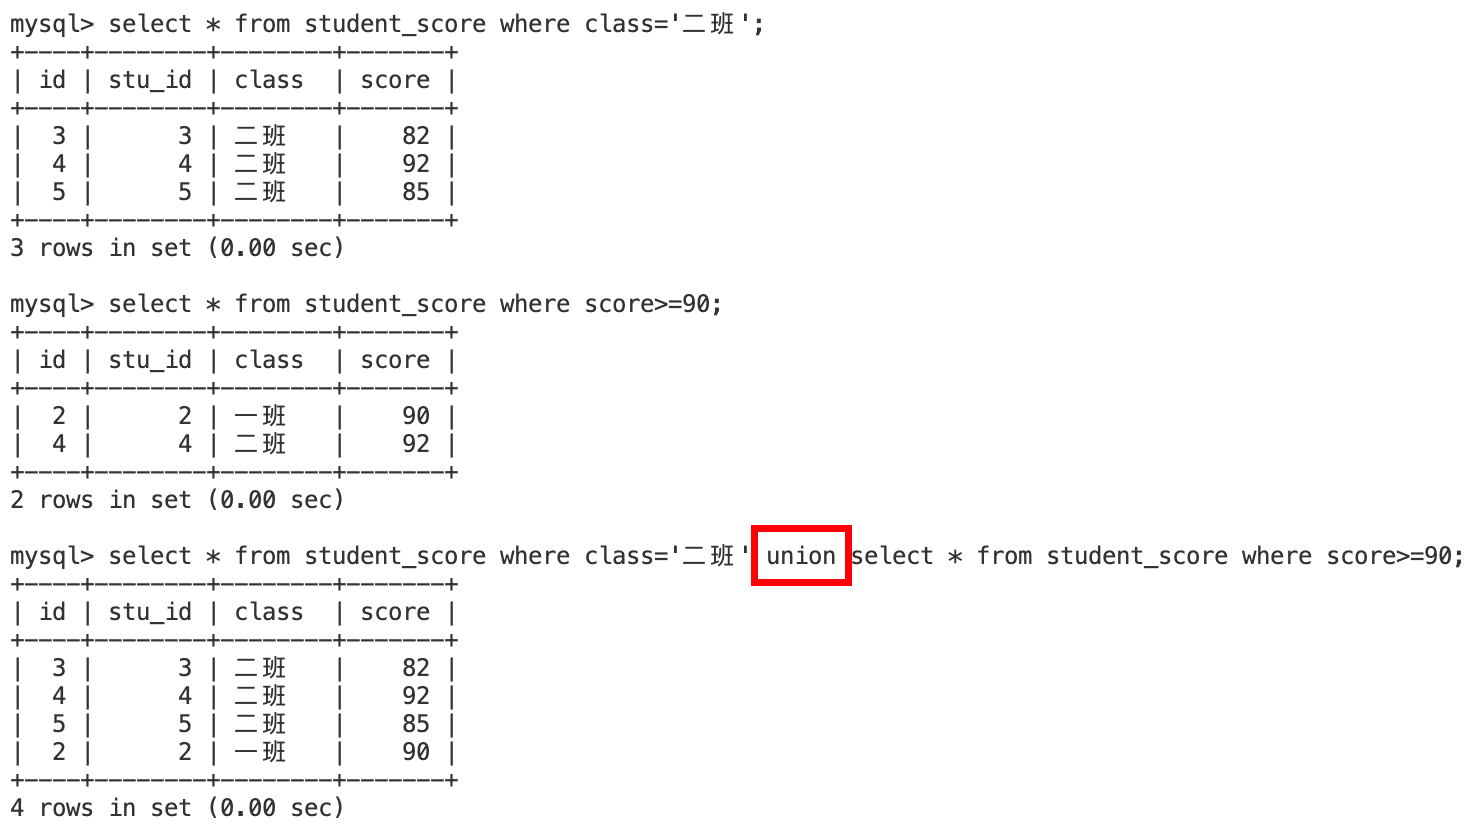 mysql> select * from student_score where class='二班';
+----+--------+--------+-------+
| id | stu_id | class  | score |
+----+--------+--------+-------+
|  3 |      3 | 二班   |    82 |
|  4 |      4 | 二班   |    92 |
|  5 |      5 | 二班   |    85 |
+----+--------+--------+-------+
3 rows in set (0.00 sec)

mysql> select * from student_score where score>=90;
+----+--------+--------+-------+
| id | stu_id | class  | score |
+----+--------+--------+-------+
|  2 |      2 | 一班   |    90 |
|  4 |      4 | 二班   |    92 |
+----+--------+--------+-------+
2 rows in set (0.00 sec)

mysql> select * from student_score where class='二班' union select * from student_score where score>=90;
+----+--------+--------+-------+
| id | stu_id | class  | score |
+----+--------+--------+-------+
|  3 |      3 | 二班   |    82 |
|  4 |      4 | 二班   |    92 |
|  5 |      5 | 二班   |    85 |
|  2 |      2 | 一班   |    90 |
+----+--------+--------+-------+
4 rows in set (0.00 sec)